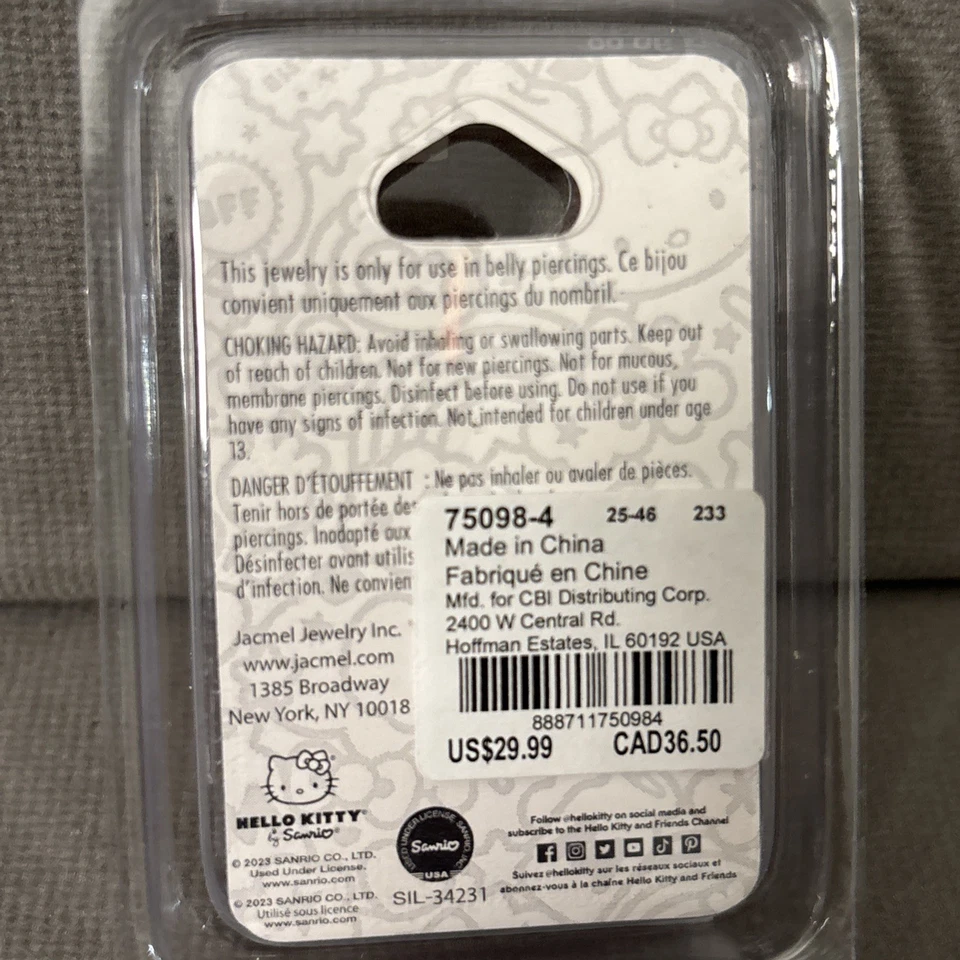 This jewelry is only for use in belly piercings. Ce bijou
convient uniquement aux piercings du nombril.
CHOKING HAZARD: Avoid inhaling or swallowing parts. Keep out
of reach of children. Not for new piercings. Not for mucous,
membrane piercings. Disinfect before using. Do not use if you
have any signs of infection. Not intended for children under age
13.
DANGER D'ÉTOUFFEMENT : Ne pas inhaler ou avaler de pièces.
Tenir hors de portée des
piercings. Inadapté aux
Désinfecter avant utilis
d'infection. Ne convien
75098-4 25-46 233
Made in China
Fabriqué en Chine
Mfd. for CBI Distributing Corp.
2400 W Central Rd.
Hoffman Estates, IL 60192 USA
888711750984
US$29.99 CAD36.50
Jacmel Jewelry Inc.
www.jacmel.com
1385 Broadway
New York, NY 10018
HELLO KITTY®
by Sanrio®
© 2023 SANRIO CO., LTD.
Used Under License.
www.sanrio.com
© 2023 SANRIO CO., LTD.
Utilisé sous licence
www.sanrio.com
USED UNDER LICENSE SANRIO, INC.
Sanrio
USA
SIL-34231
Follow @hellokitty on social media and
subscribe to the Hello Kitty and Friends Channel
Suivez @hellokitty sur les réseaux sociaux et
abonnez-vous à la chaîne Hello Kitty and Friends